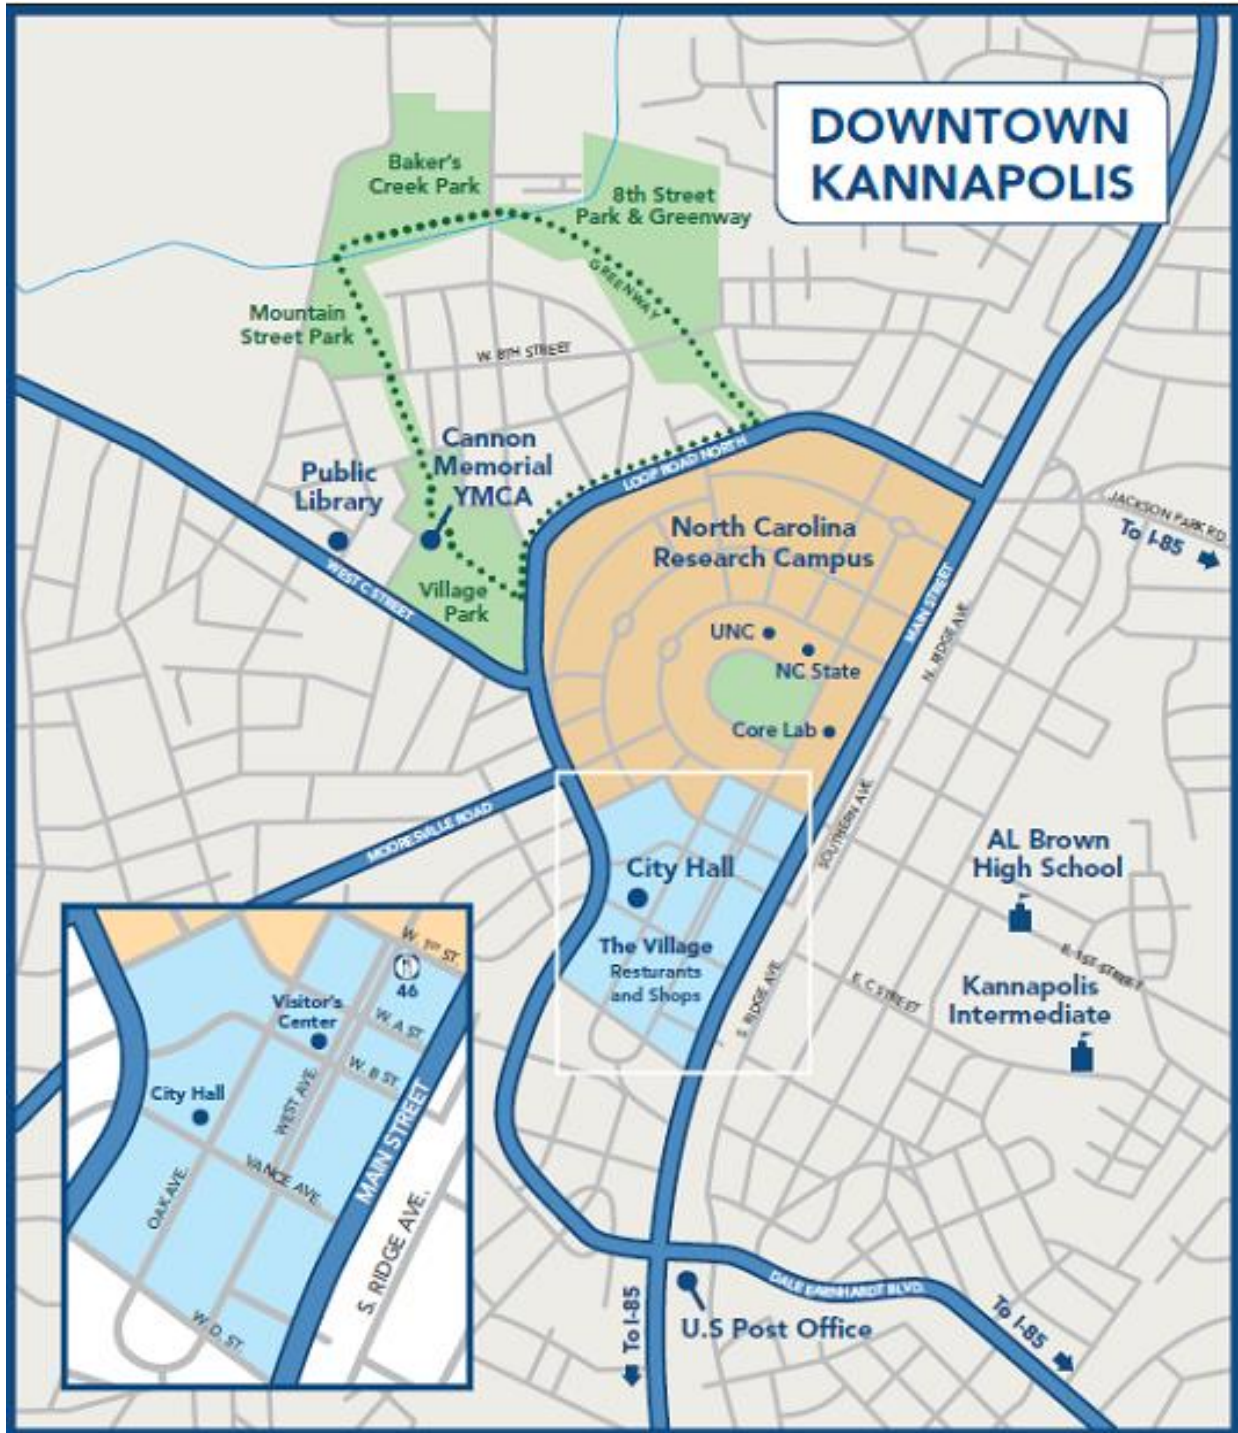 DOWNTOWN
KANNAPOLIS
Baker's
Creek Park
8th Street
Park & Greenway
GREENWAY
Mountain
Street Park
W. 8TH STREET
Cannon
Memorial
YMCA
Public
Library
LOOP ROAD NORTH
JACKSON PARK RD.
To I-85
North Carolina
Research Campus
WEST C STREET
Village
Park
MAIN STREET
N. RIDGE AVE.
UNC
NC State
Core Lab
SOUTHERN AVE.
MOORESVILLE ROAD
City Hall
AL Brown
High School
The Village
Resturants
and Shops
E. 1ST STREET
E. C STREET
S. RIDGE AVE.
Kannapolis
Intermediate
W. 1ST ST.
46
Visitor's
Center
W. A ST.
W. B ST.
City Hall
WEST AVE.
MAIN STREET
VANCE AVE.
OAK AVE.
S. RIDGE AVE.
W. D. ST.
To I-85
U.S Post Office
DALE EARNHARDT BLVD.
To I-85